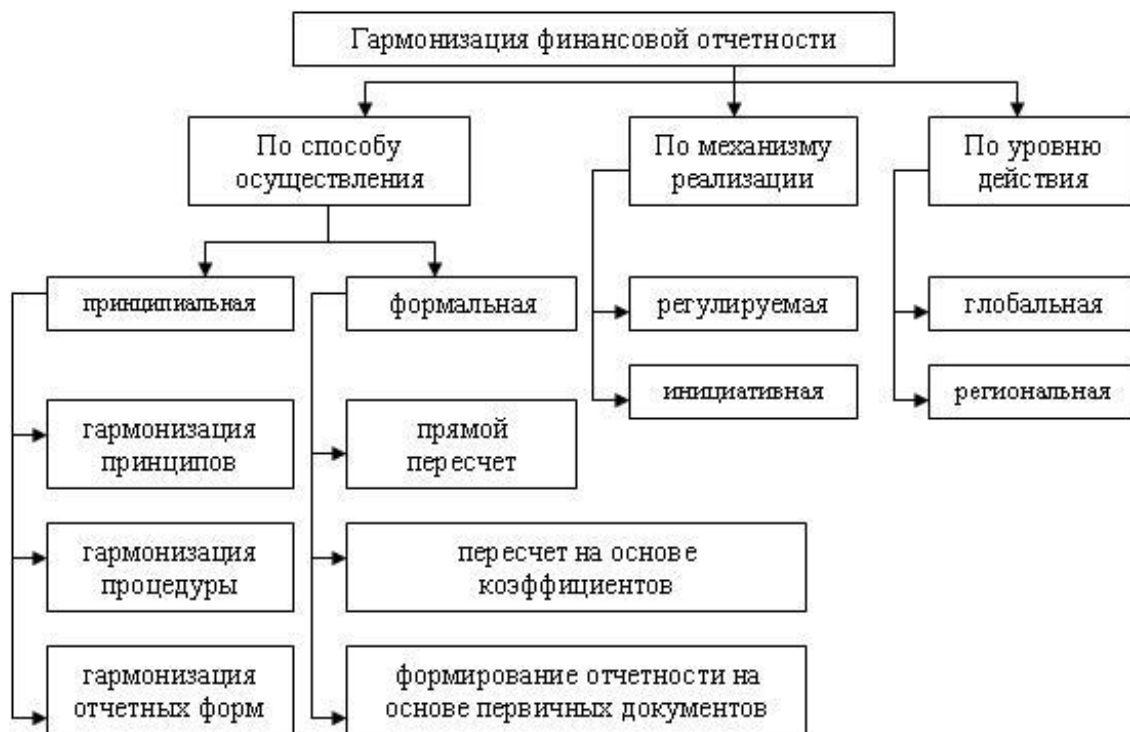 Гармонизация финансовой отчетности
По способу
осуществления
По механизму
реализации
По уровню
действия
принципиальная
формальная
регулируемая
глобальная
инициативная
региональная
гармонизация
принципов
прямой
пересчет
гармонизация
процедуры
пересчет на основе
коэффициентов
гармонизация
отчетных форм
формирование отчетности на
основе первичных документов